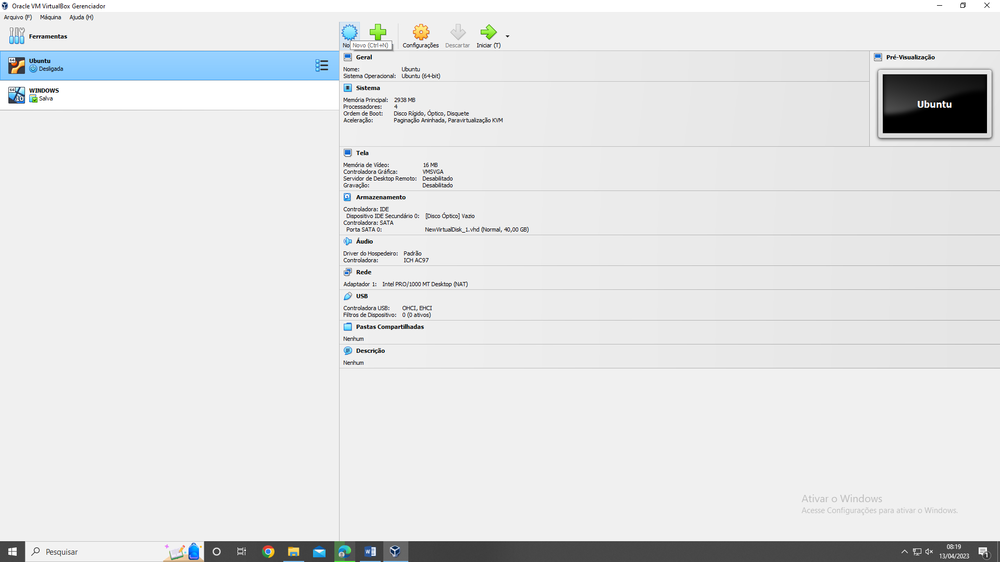 Oracle VM VirtualBox Gerenciador
Arquivo (F) Máquina Ajuda (H)
Ferramentas
No
Novo (Ctrl+N)
Configurações
Descartar
Iniciar (T)
64
Ubuntu
Desligada
64
10
WINDOWS
Salva
Geral
Nome: Ubuntu
Sistema Operacional: Ubuntu (64-bit)
Sistema
Memória Principal: 2938 MB
Processadores: 4
Ordem de Boot: Disco Rígido, Óptico, Disquete
Aceleração: Paginação Aninhada, Paravirtualização KVM
Pré-Visualização
Ubuntu
Tela
Memória de Vídeo: 16 MB
Controladora Gráfica: VMSVGA
Servidor de Desktop Remoto: Desabilitado
Gravação: Desabilitado
Armazenamento
Controladora: IDE
Dispositivo IDE Secundário 0: [Disco Óptico] Vazio
Controladora: SATA
Porta SATA 0: NewVirtualDisk_1.vhd (Normal, 40,00 GB)
Áudio
Driver do Hospedeiro: Padrão
Controladora: ICH AC97
Rede
Adaptador 1: Intel PRO/1000 MT Desktop (NAT)
USB
Controladora USB: OHCI, EHCI
Filtros de Dispositivo: 0 (0 ativos)
Pastas Compartilhadas
Nenhum
Descrição
Nenhum
Ativar o Windows
Acesse Configurações para ativar o Windows.
Pesquisar
08:19
13/04/2023
1